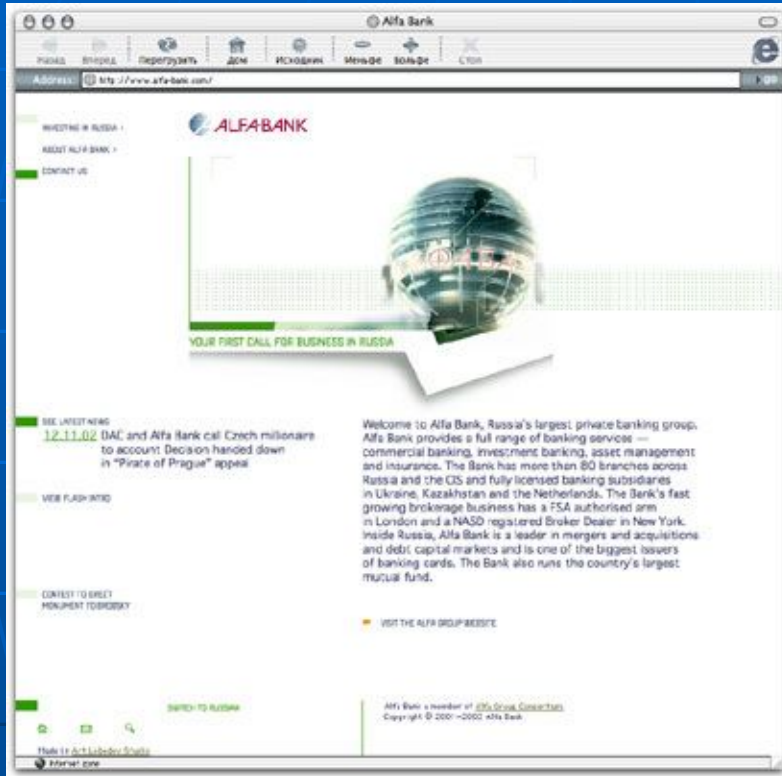 Alfa Bank
Назад Вперед Перегрузить Дом Исходник Меньше Больше Стоп
Address: http://www.alfa-bank.com/ GO
INVESTING IN RUSSIA ›
ABOUT ALFA BANK ›
CONTACT US
ALFA·BANK
YOUR FIRST CALL FOR BUSINESS IN RUSSIA
SEE LATEST NEWS
12.11.02 DAC and Alfa Bank call Czech millionaire
to account Decision handed down
in “Pirate of Prague” appeal
VIEW FLASH INTRO
CONTEST TO ERECT
MONUMENT TO BRODSKY
Welcome to Alfa Bank, Russia's largest private banking group.
Alfa Bank provides a full range of banking services —
commercial banking, investment banking, asset management
and insurance. The Bank has more than 80 branches across
Russia and the CIS and fully licensed banking subsidiaries
in Ukraine, Kazakhstan and the Netherlands. The Bank's fast
growing brokerage business has a FSA authorised arm
in London and a NASD registered Broker Dealer in New York.
Inside Russia, Alfa Bank is a leader in mergers and acquisitions
and debt capital markets and is one of the biggest issuers
of banking cards. The Bank also runs the country's largest
mutual fund.
VISIT THE ALFA GROUP WEBSITE
SWITCH TO RUSSIAN
Alfa Bank a member of Alfa Group Consortium.
Copyright © 2001–2002 Alfa Bank
Made in Art Lebedev Studio
Internet zone